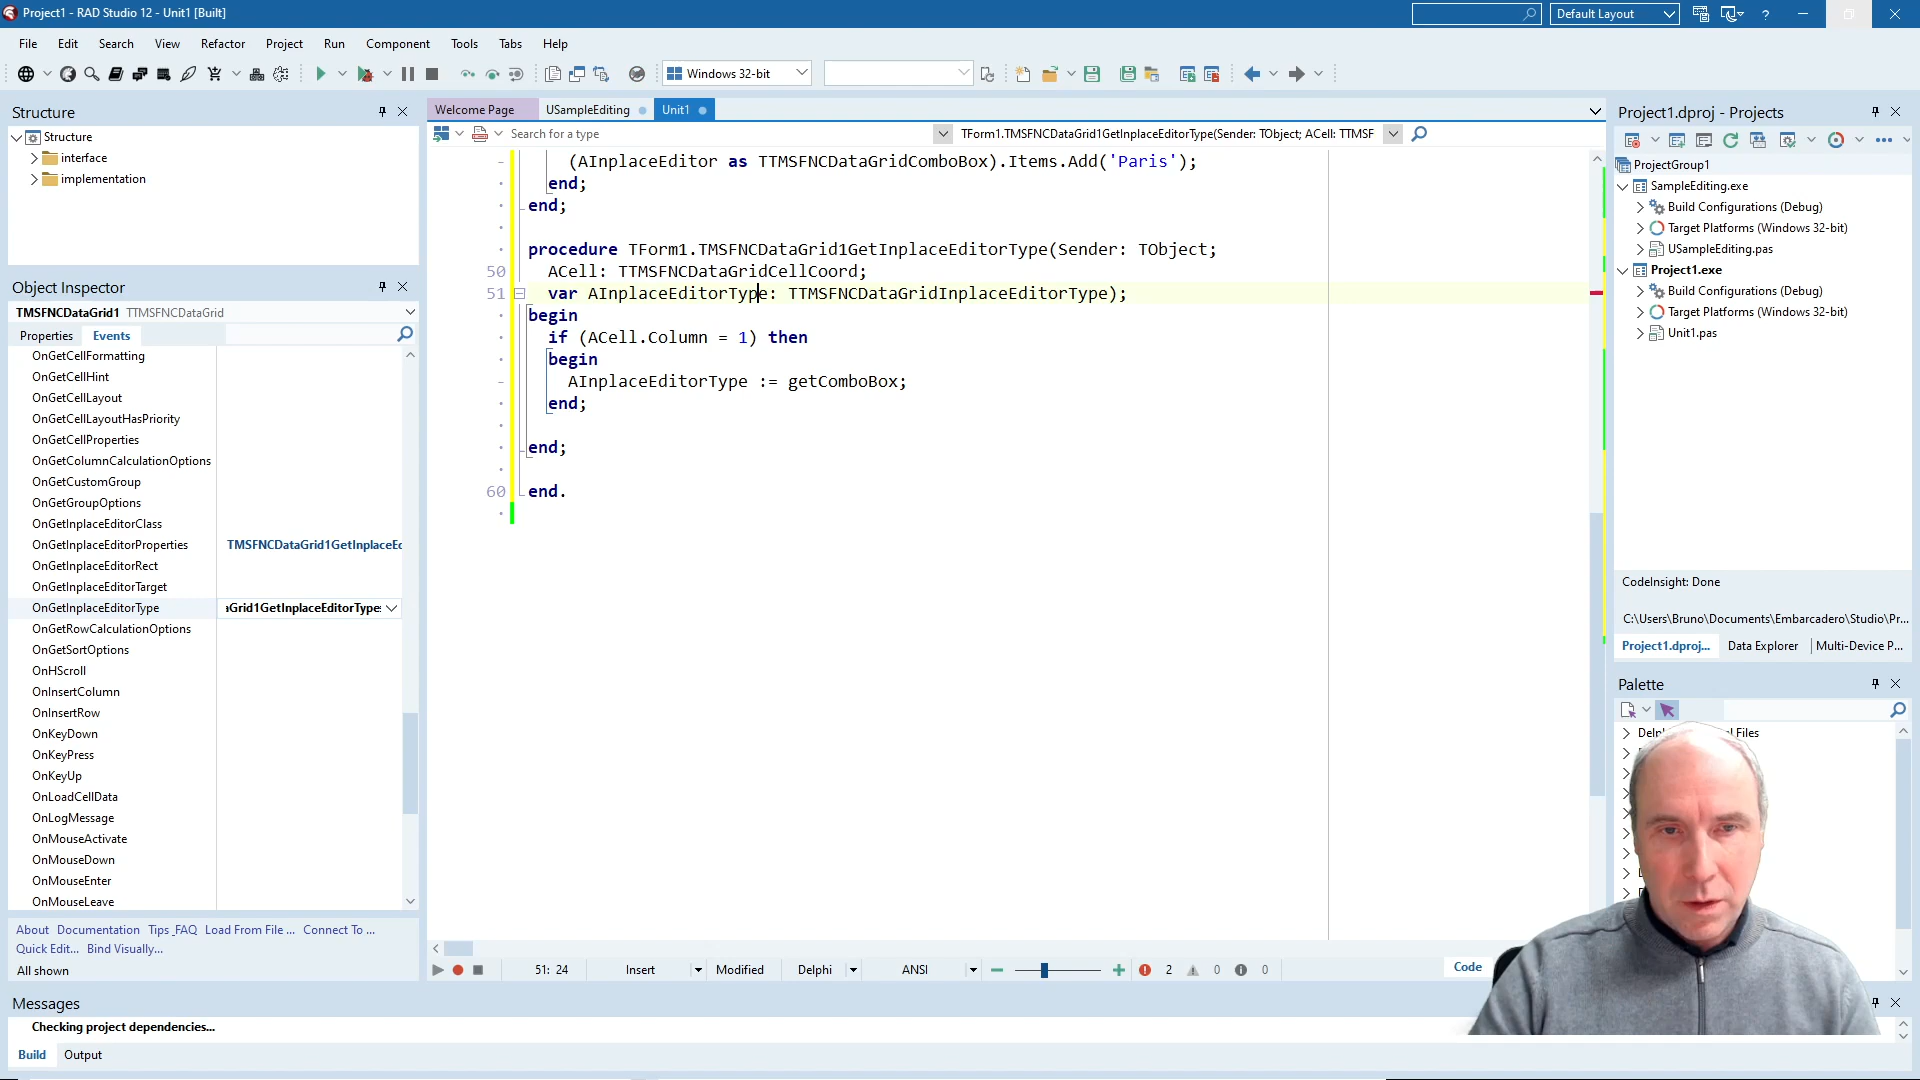 Project1 - RAD Studio 12 - Unit1 [Built]
Default Layout
?
File Edit Search View Refactor Project Run Component Tools Tabs Help
Windows 32-bit
Structure
Structure
interface
implementation
Object Inspector
TMSFNCDataGrid1 TTMSFNCDataGrid
Properties Events
OnGetCellFormatting
OnGetCellHint
OnGetCellLayout
OnGetCellLayoutHasPriority
OnGetCellProperties
OnGetColumnCalculationOptions
OnGetCustomGroup
OnGetGroupOptions
OnGetInplaceEditorClass
OnGetInplaceEditorProperties TMSFNCDataGrid1GetInplaceEc
OnGetInplaceEditorRect
OnGetInplaceEditorTarget
OnGetInplaceEditorType aGrid1GetInplaceEditorType
OnGetRowCalculationOptions
OnGetSortOptions
OnHScroll
OnInsertColumn
OnInsertRow
OnKeyDown
OnKeyPress
OnKeyUp
OnLoadCellData
OnLogMessage
OnMouseActivate
OnMouseDown
OnMouseEnter
OnMouseLeave
About Documentation Tips _FAQ Load From File ... Connect To ...
Quick Edit... Bind Visually...
All shown
Welcome Page USampleEditing Unit1
Search for a type TForm1.TMSFNCDataGrid1GetInplaceEditorType(Sender: TObject; ACell: TTMSF
(AInplaceEditor as TTMSFNCDataGridComboBox).Items.Add('Paris');
end;
end;
procedure TForm1.TMSFNCDataGrid1GetInplaceEditorType(Sender: TObject;
50 ACell: TTMSFNCDataGridCellCoord;
51 var AInplaceEditorType: TTMSFNCDataGridInplaceEditorType);
begin
if (ACell.Column = 1) then
begin
AInplaceEditorType := getComboBox;
end;
end;
60 end.
51: 24 Insert Modified Delphi ANSI 2 0 0 Code
Project1.dproj - Projects
ProjectGroup1
SampleEditing.exe
Build Configurations (Debug)
Target Platforms (Windows 32-bit)
USampleEditing.pas
Project1.exe
Build Configurations (Debug)
Target Platforms (Windows 32-bit)
Unit1.pas
CodeInsight: Done
C:\Users\Bruno\Documents\Embarcadero\Studio\Pr...
Project1.dproj... Data Explorer Multi-Device P...
Palette
Files
Messages
Checking project dependencies...
Build Output